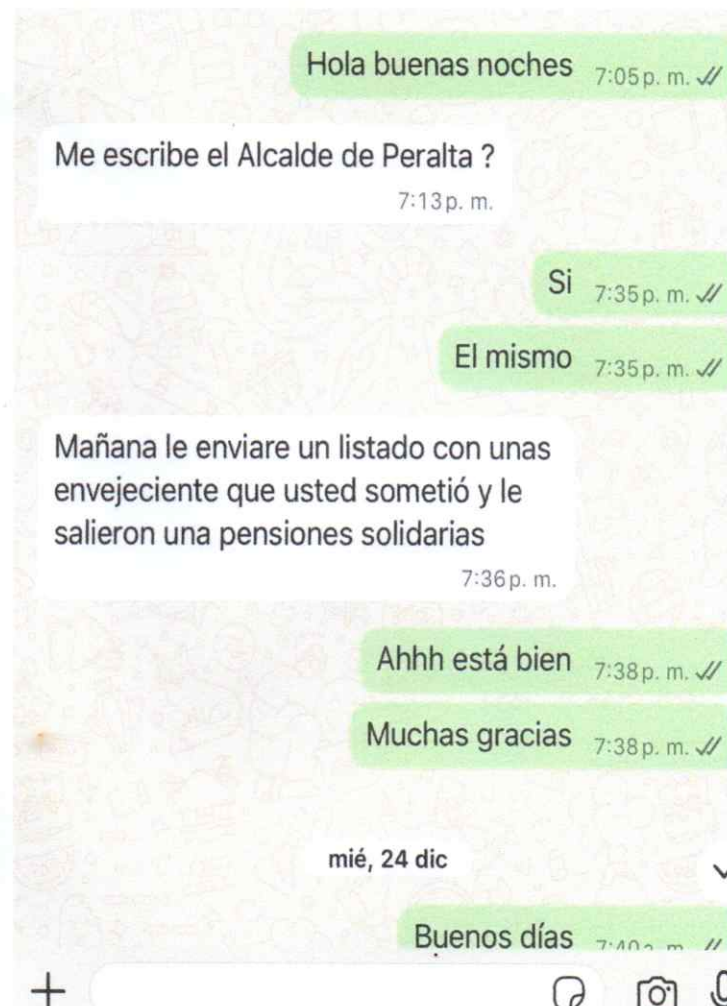 Hola buenas noches 7:05 p. m.
Me escribe el Alcalde de Peralta ?
7:13 p. m.
Si 7:35 p. m.
El mismo 7:35 p. m.
Mañana le enviare un listado con unas
envejeciente que usted sometió y le
salieron una pensiones solidarias
7:36 p. m.
Ahhh está bien 7:38 p. m.
Muchas gracias 7:38 p. m.
mié, 24 dic
Buenos días 7:40 a. m.